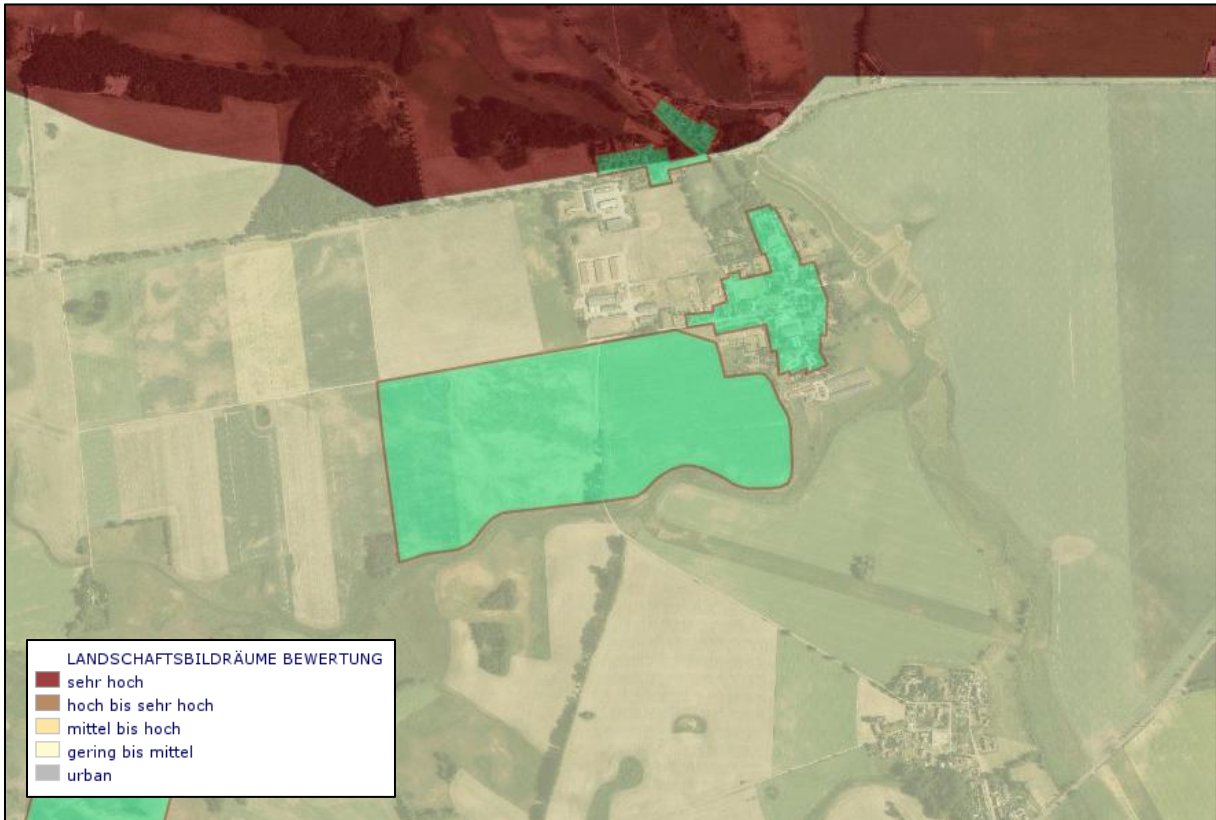 LANDSCHAFTSBILDRÄUME BEWERTUNG
sehr hoch
hoch bis sehr hoch
mittel bis hoch
gering bis mittel
urban